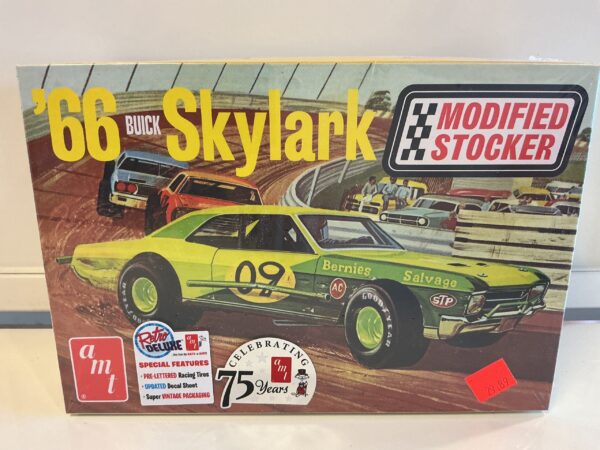 '66 BUICK Skylark
MODIFIED
STOCKER
09
Bernies Salvage
AC
STP
GOODYEAR
GOODYEAR
amt
Retro
DELUXE
SPECIAL FEATURES
• PRE-LETTERED Racing Tires
• UPDATED Decal Sheet
• Super VINTAGE PACKAGING
CELEBRATING
amt
75 Years